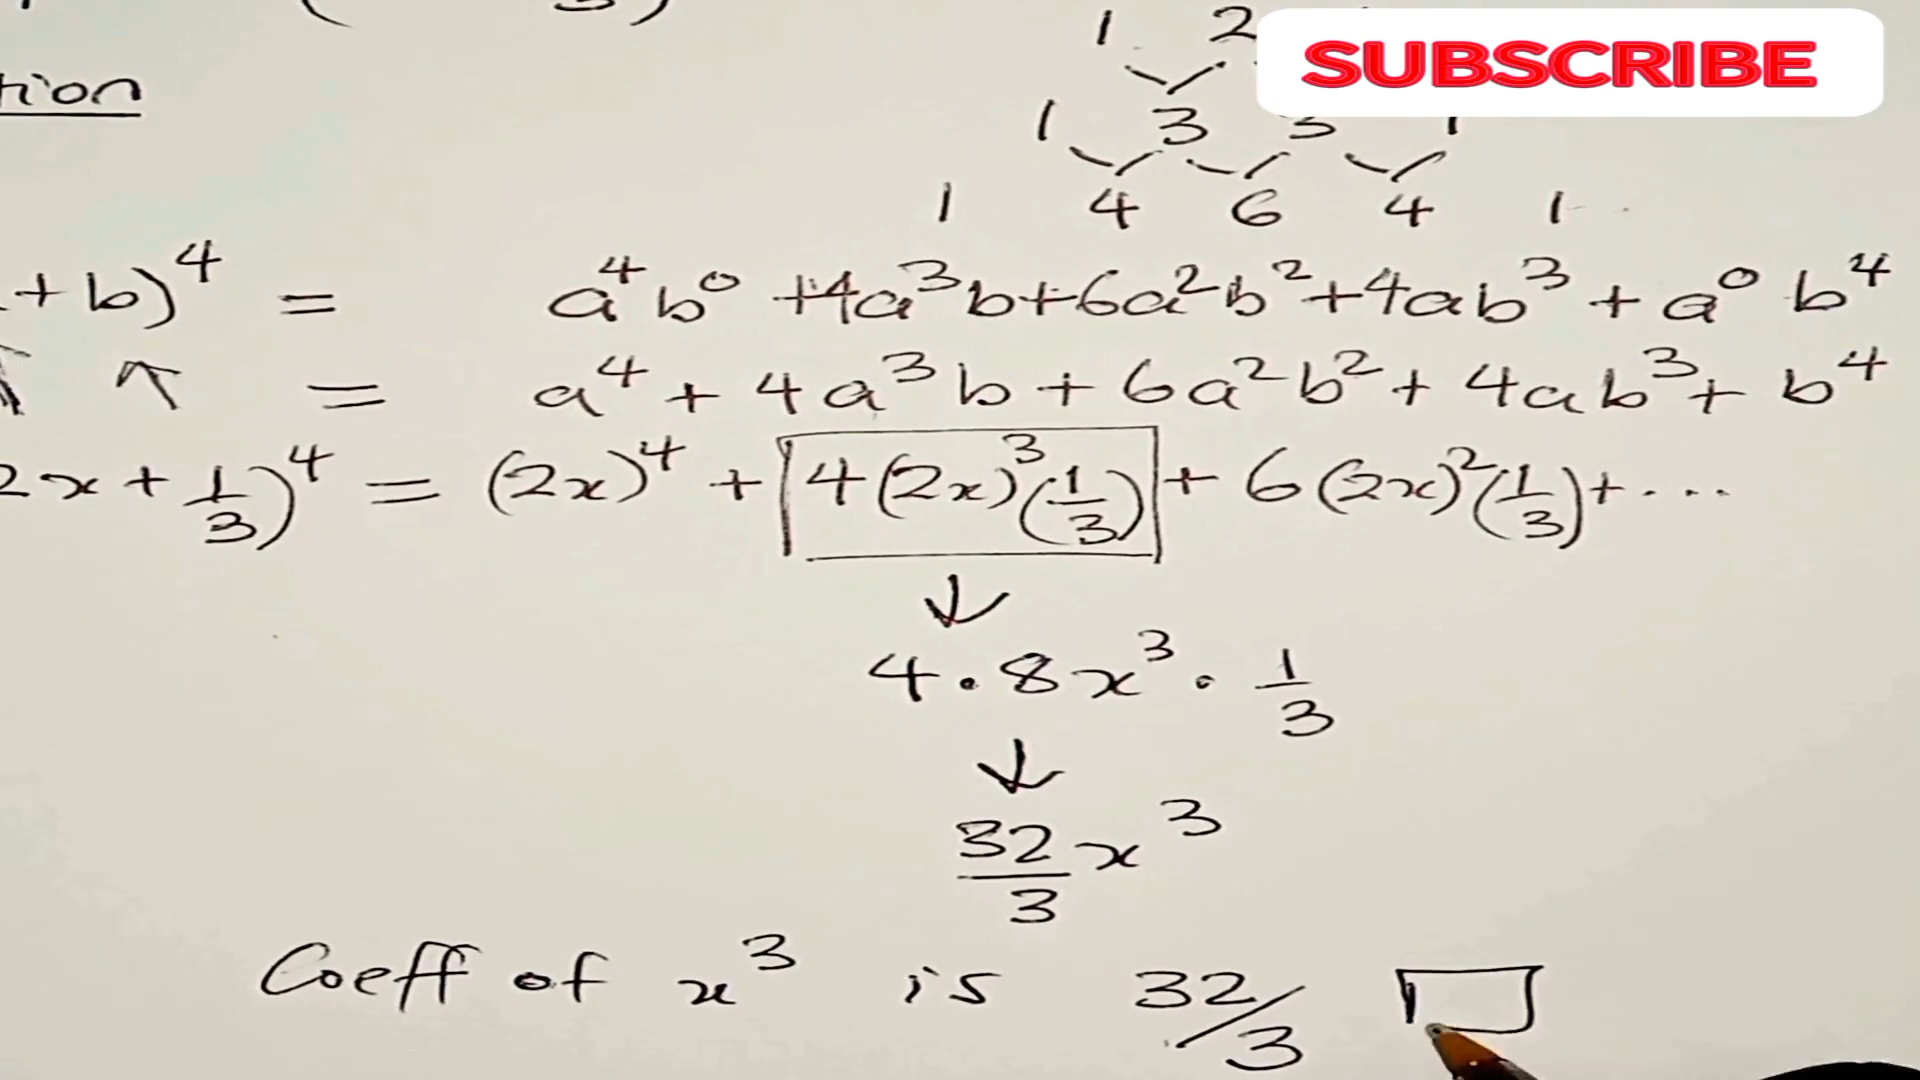 1 2
SUBSCRIBE
tion
1 3 3 1
1 4 6 4 1
+ b)⁴ = a⁴b⁰ + 4a³b + 6a²b² + 4ab³ + a⁰ b⁴
= a⁴ + 4a³b + 6a²b² + 4ab³ + b⁴
2x + 1/3)⁴ = (2x)⁴ + 4(2x)³(1/3) + 6(2x)²(1/3) + ...
4 . 8x³ . 1/3
32/3 x³
Coeff of x³ is 32/3